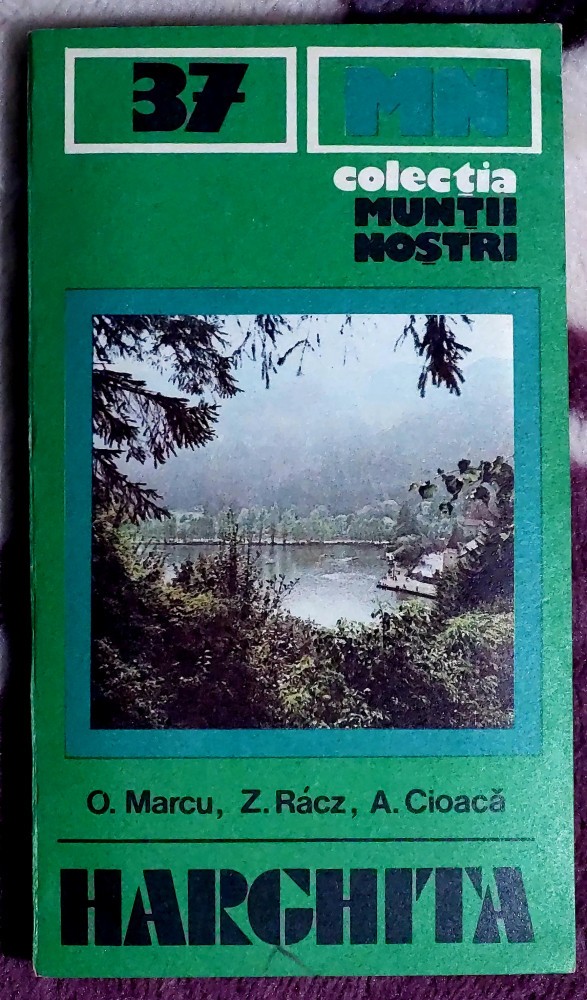 37
MN
colecția
MUNȚII
NOȘTRI
O. Marcu, Z. Rácz, A. Cioacă
HARGHITA